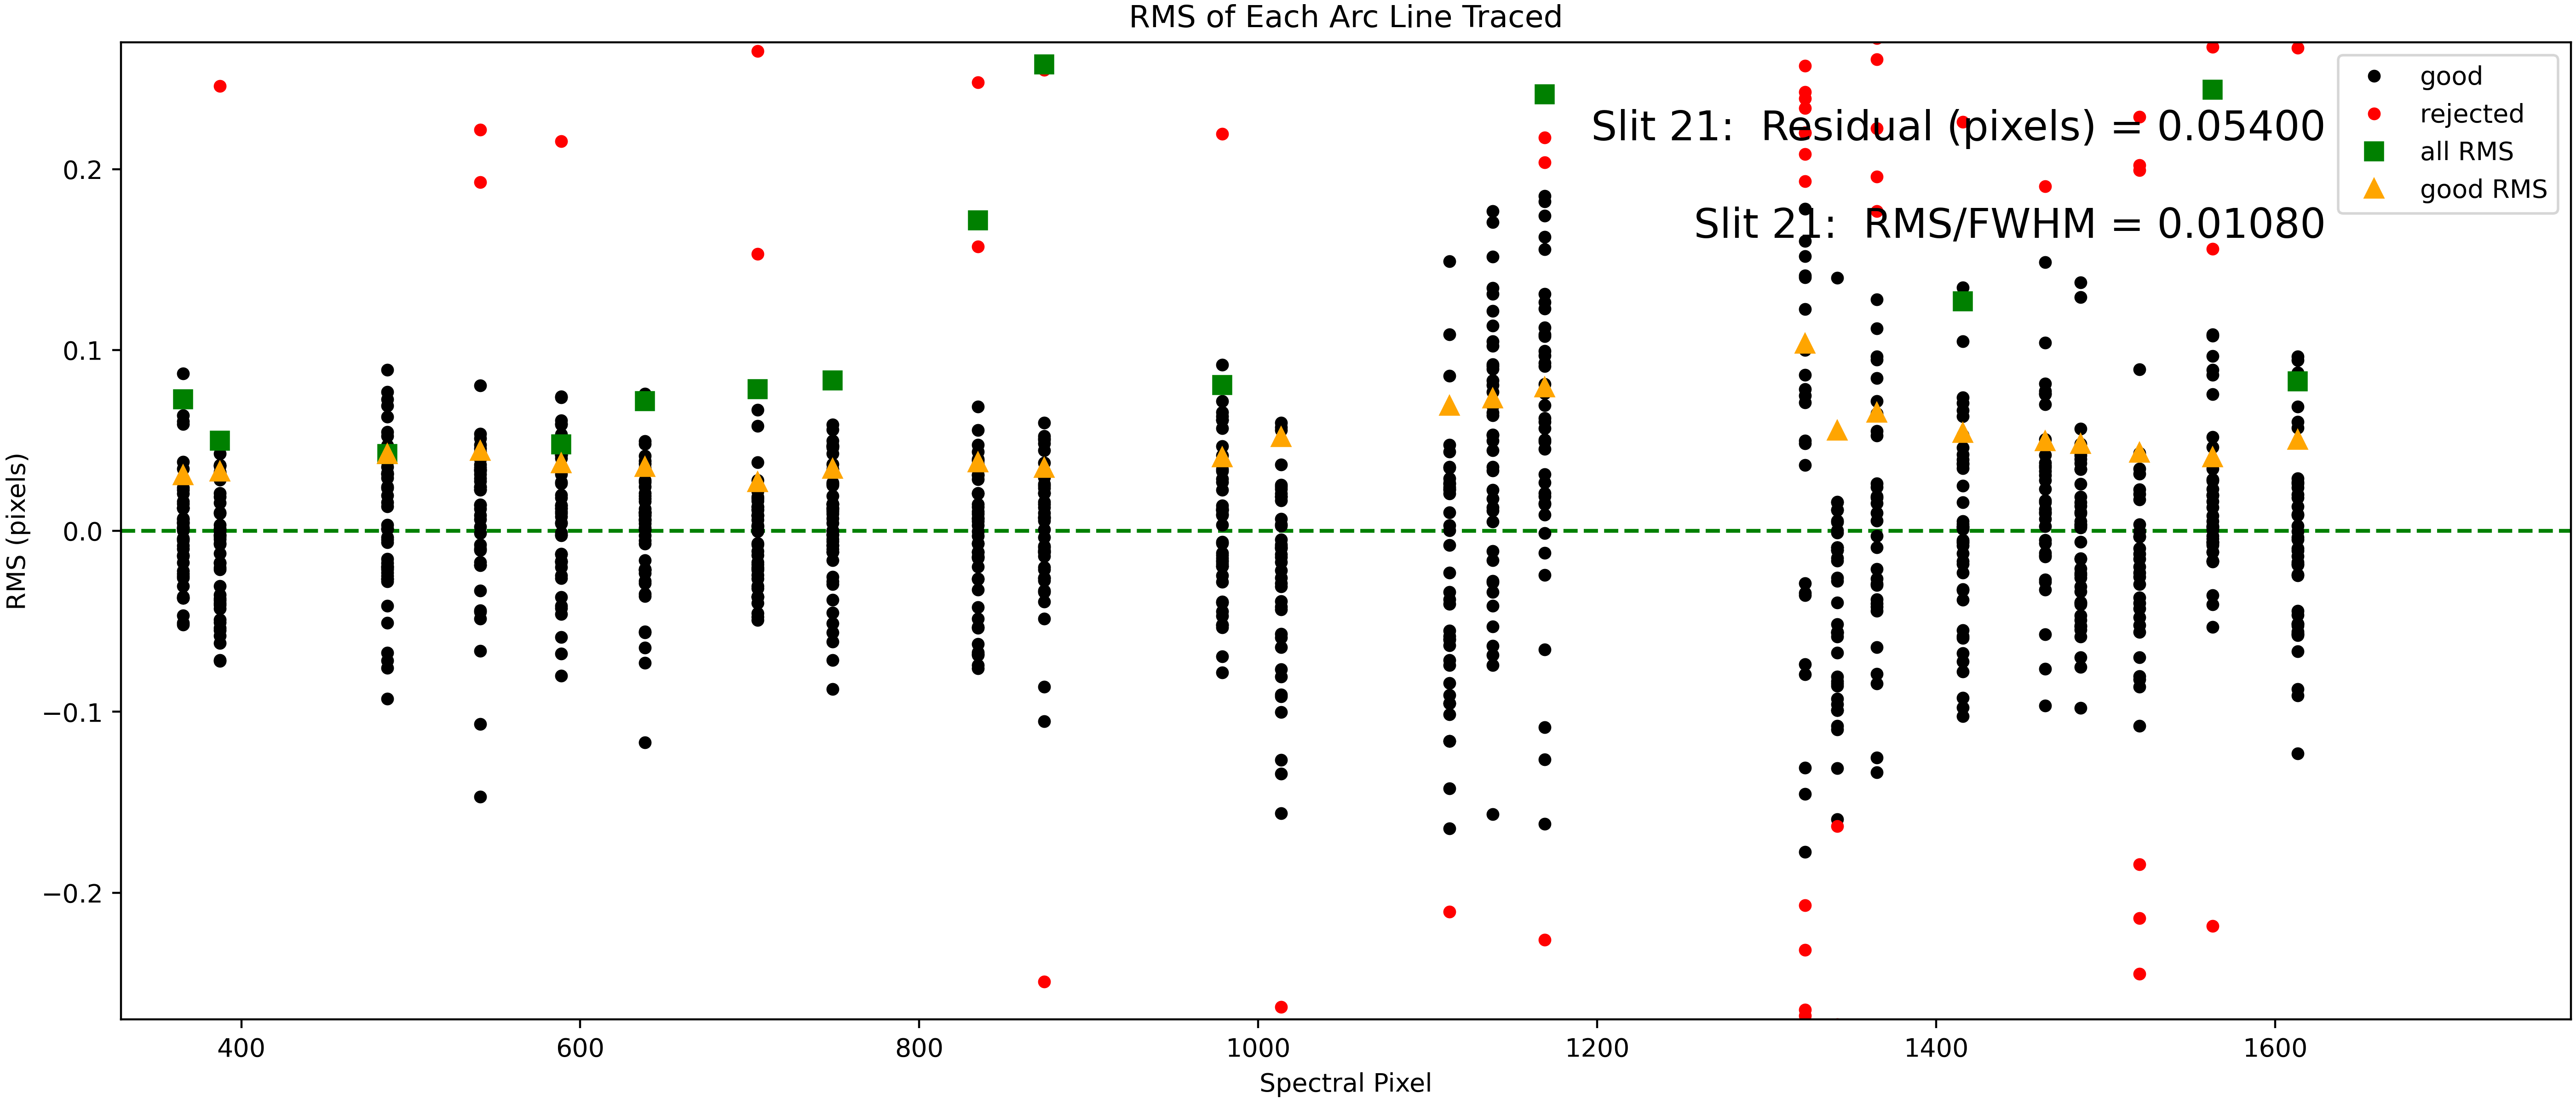 RMS of Each Arc Line Traced
good
rejected
all RMS
good RMS
Slit 21:  Residual (pixels) = 0.05400
Slit 21:  RMS/FWHM = 0.01080
RMS (pixels)
0.2
0.1
0.0
−0.1
−0.2
400 600 800 1000 1200 1400 1600
Spectral Pixel